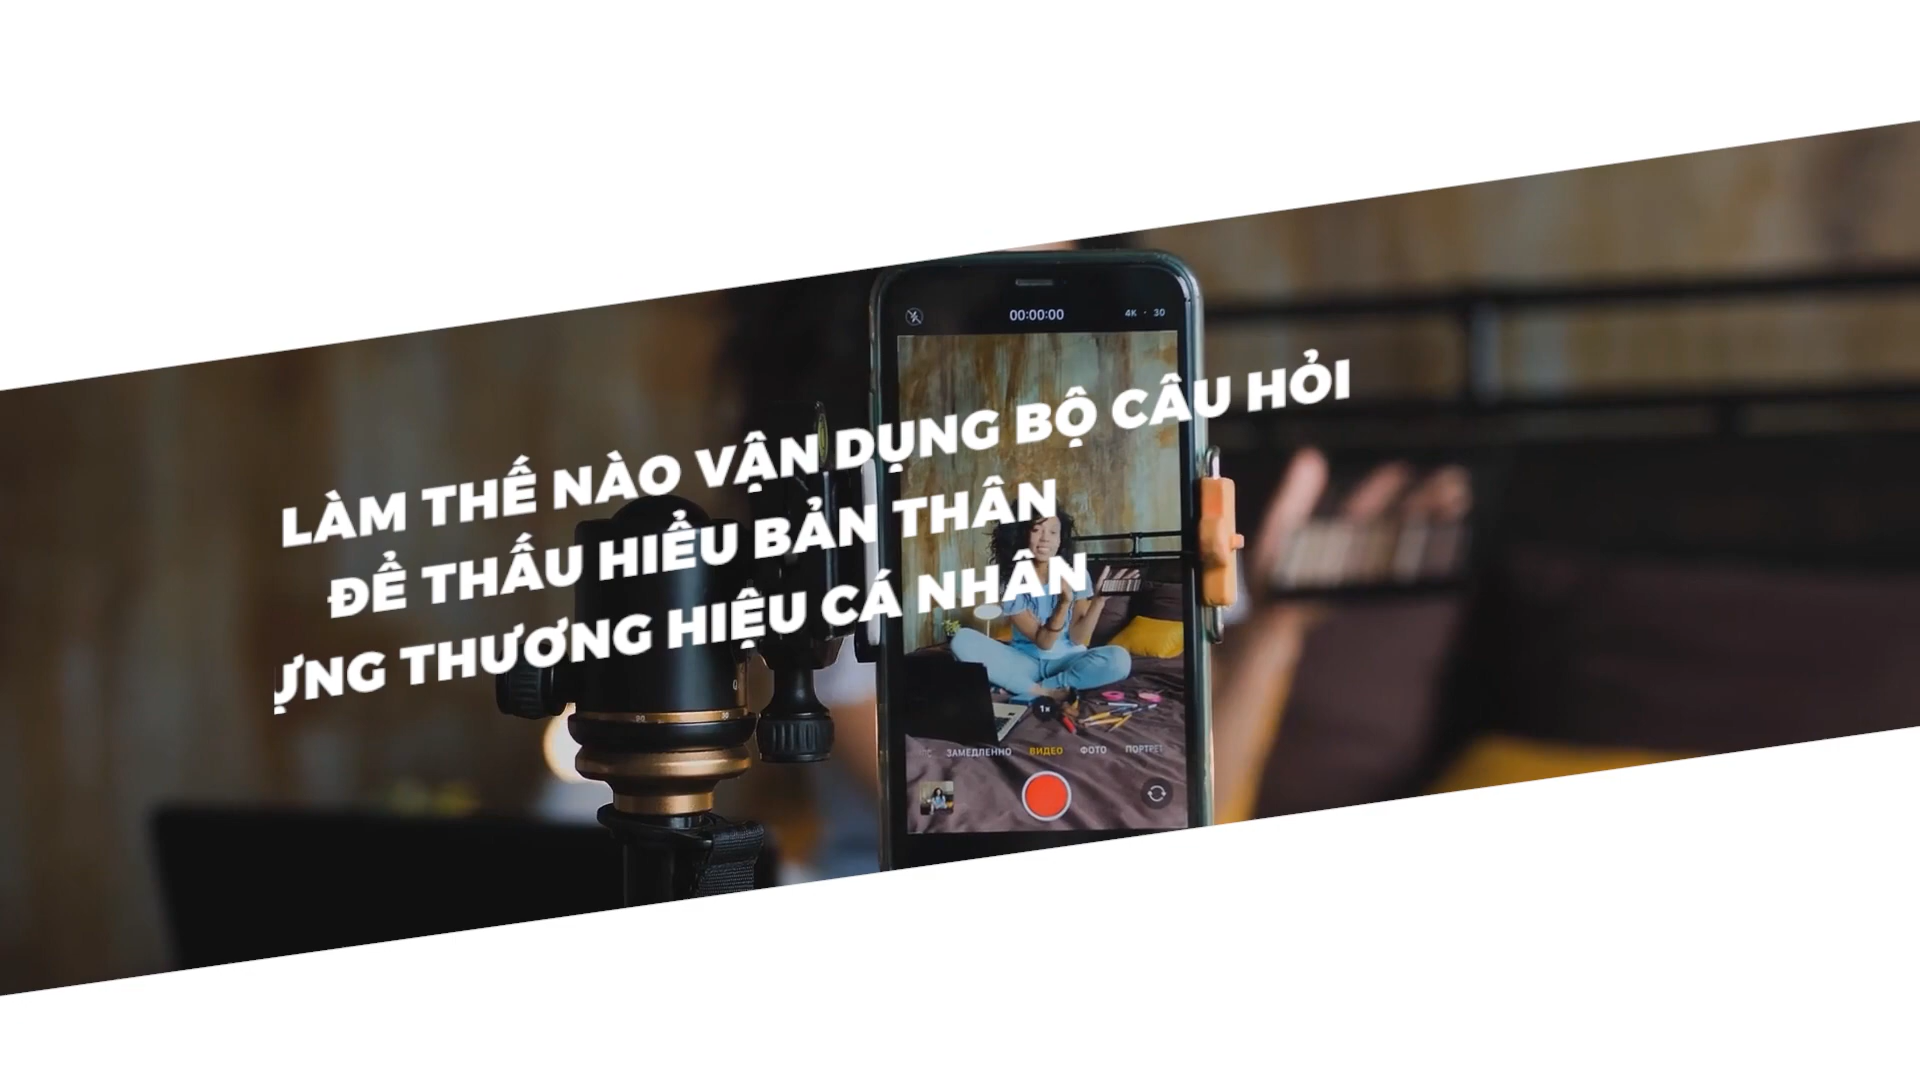 00:00:00
4K · 30
LÀM THẾ NÀO VẬN DỤNG BỘ CÂU HỎI
ĐỂ THẤU HIỂU BẢN THÂN
ỰNG THƯƠNG HIỆU CÁ NHÂN
1x
ЗАМЕДЛЕННО ВИДЕО ФОТО ПОРТРЕТ